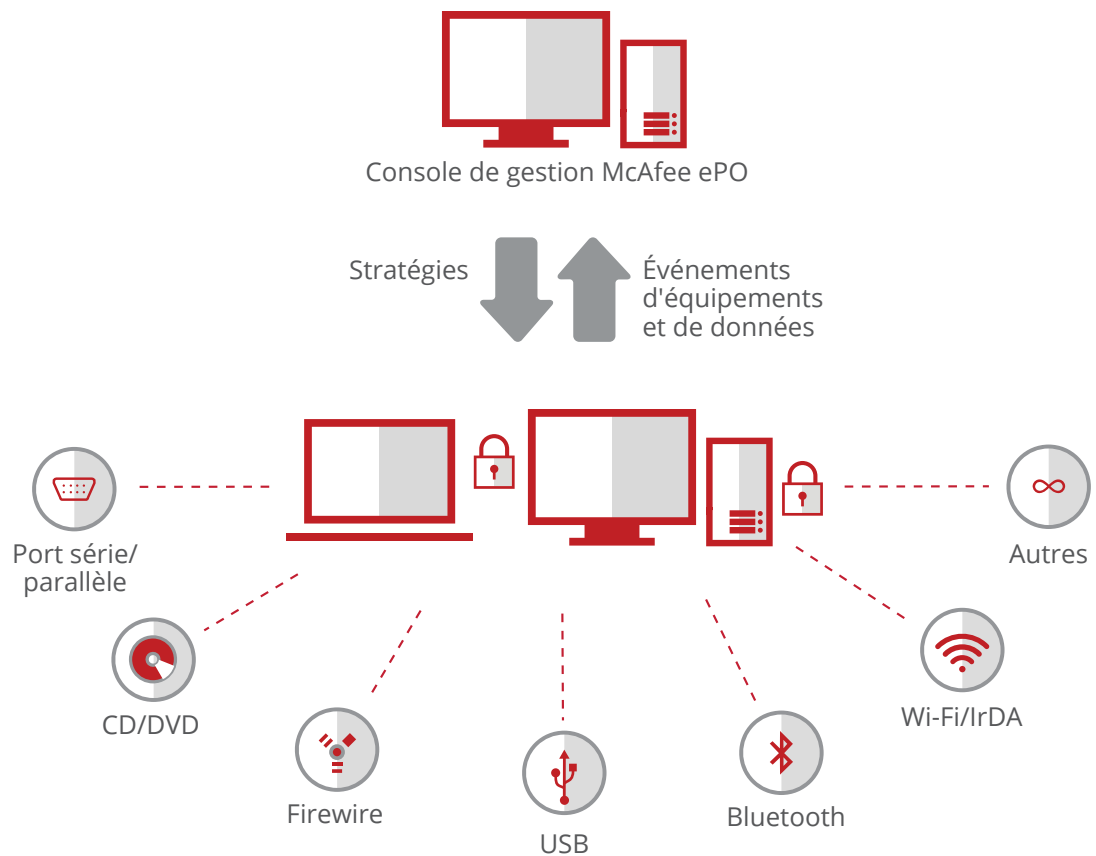 Console de gestion McAfee ePO
Stratégies
Événements
d'équipements
et de données
Port série/
parallèle
Autres
CD/DVD
Wi-Fi/IrDA
Firewire
Bluetooth
USB